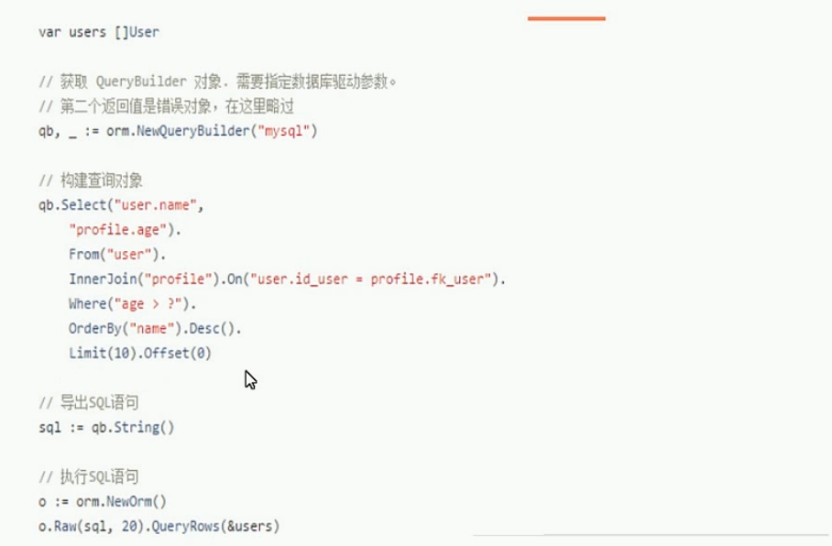 var users []User
// 获取 QueryBuilder 对象. 需要指定数据库驱动参数。
// 第二个返回值是错误对象，在这里略过
qb, _ := orm.NewQueryBuilder("mysql")
// 构建查询对象
qb.Select("user.name",
"profile.age").
From("user").
InnerJoin("profile").On("user.id_user = profile.fk_user").
Where("age > ?").
OrderBy("name").Desc().
Limit(10).Offset(0)
// 导出SQL语句
sql := qb.String()
// 执行SQL语句
o := orm.NewOrm()
o.Raw(sql, 20).QueryRows(&users)